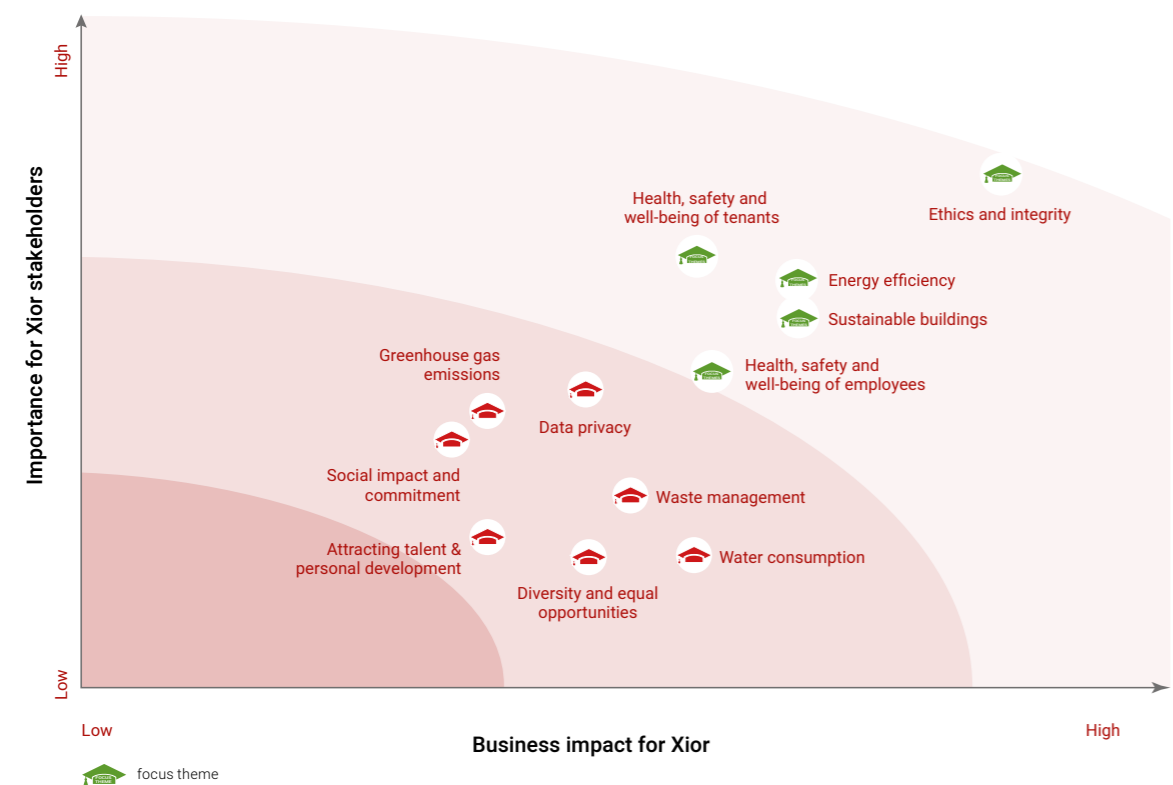 High
Importance for Xior stakeholders
Low
Health, safety and
well-being of tenants
Ethics and integrity
Energy efficiency
Sustainable buildings
Health, safety and
well-being of employees
Greenhouse gas
emissions
Data privacy
Social impact and
commitment
Waste management
Attracting talent &
personal development
Diversity and equal
opportunities
Water consumption
Low
Business impact for Xior
High
FOCUS
THEME
focus theme